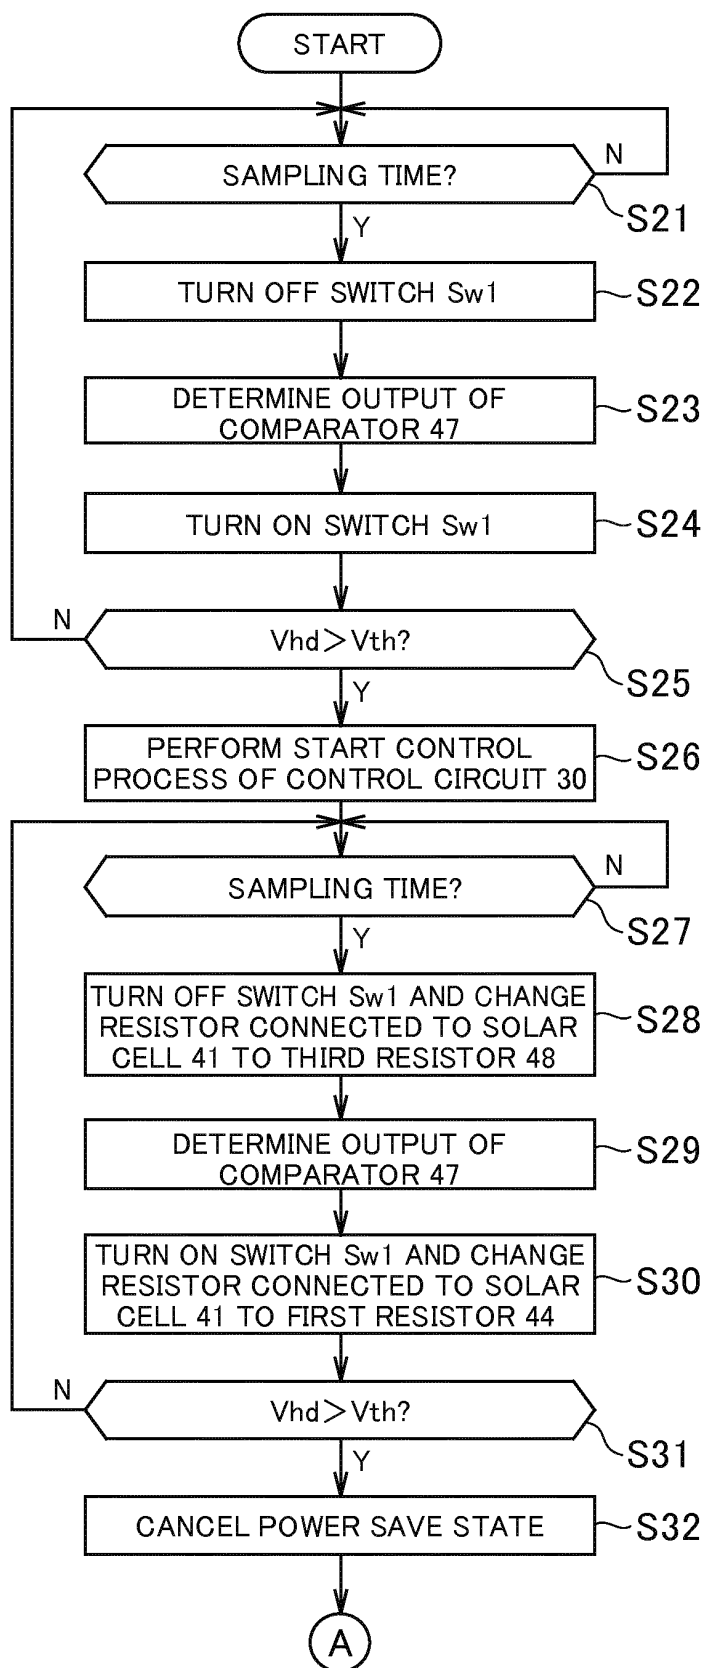 START
SAMPLING TIME?
N
S21
Y
TURN OFF SWITCH Sw1
S22
DETERMINE OUTPUT OF
COMPARATOR 47
S23
TURN ON SWITCH Sw1
S24
N
Vhd＞Vth?
S25
Y
PERFORM START CONTROL
PROCESS OF CONTROL CIRCUIT 30
S26
SAMPLING TIME?
N
S27
Y
TURN OFF SWITCH Sw1 AND CHANGE
RESISTOR CONNECTED TO SOLAR
CELL 41 TO THIRD RESISTOR 48
S28
DETERMINE OUTPUT OF
COMPARATOR 47
S29
TURN ON SWITCH Sw1 AND CHANGE
RESISTOR CONNECTED TO SOLAR
CELL 41 TO FIRST RESISTOR 44
S30
N
Vhd＞Vth?
S31
Y
CANCEL POWER SAVE STATE
S32
A